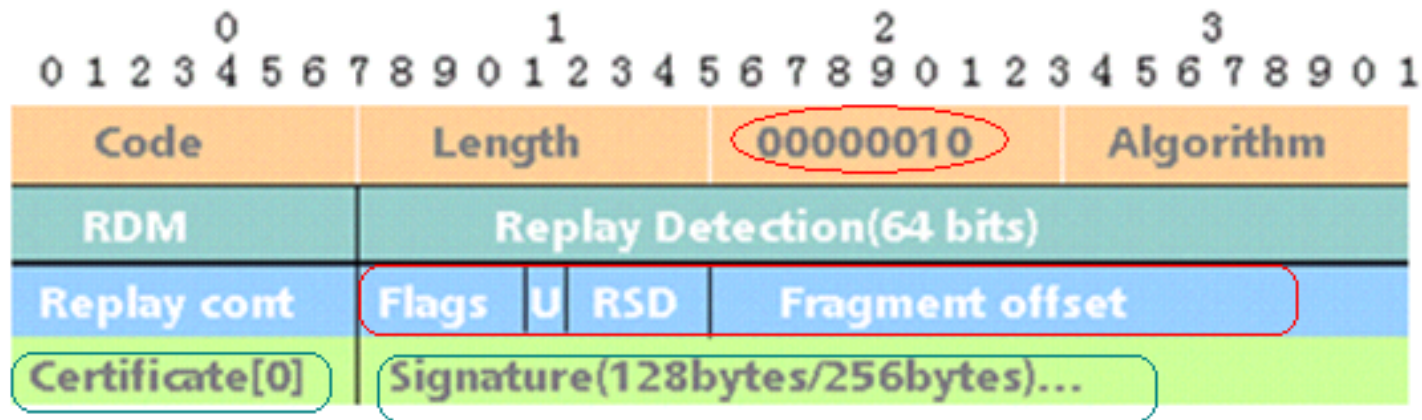 0 1 2 3
0 1 2 3 4 5 6 7 8 9 0 1 2 3 4 5 6 7 8 9 0 1 2 3 4 5 6 7 8 9 0 1
Code Length 00000010 Algorithm
RDM Replay Detection(64 bits)
Replay cont Flags U RSD Fragment offset
Certificate[0] Signature(128bytes/256bytes)...